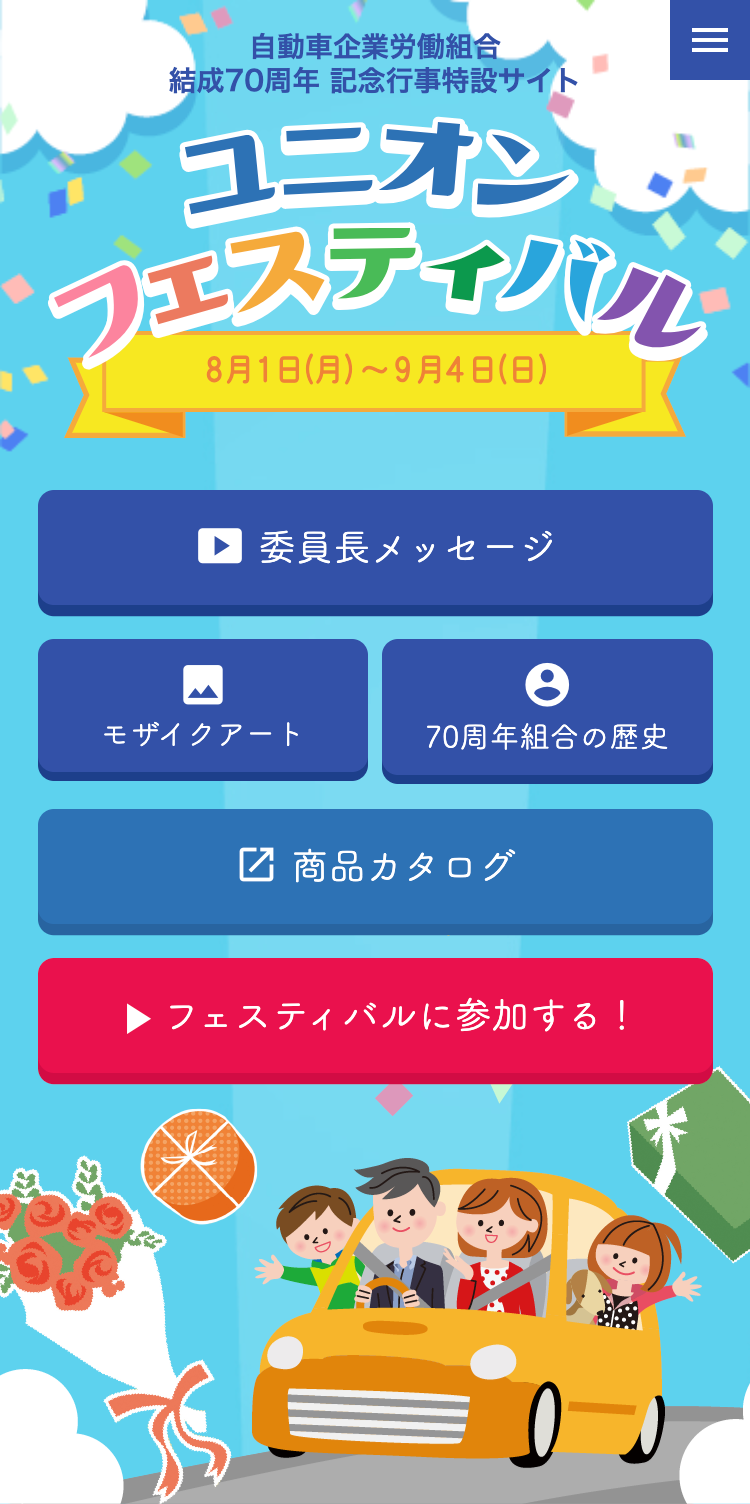 自動車企業労働組合
結成70周年 記念行事特設サイト
ユニオン
フェスティバル
8月1日(月)～9月4日(日)
委員長メッセージ
モザイクアート
70周年組合の歴史
商品カタログ
フェスティバルに参加する！